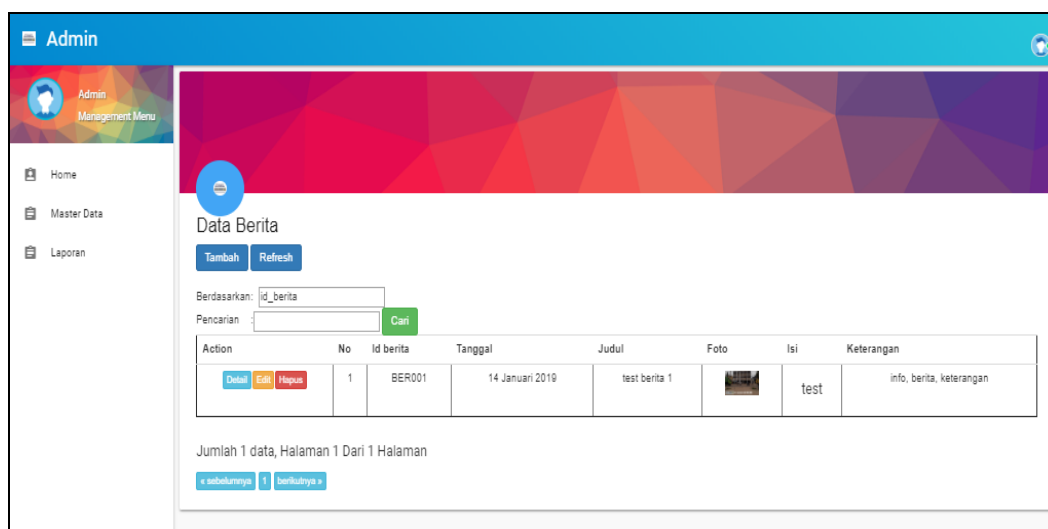 Admin
Admin
Management Menu
Home
Master Data
Laporan
Data Berita
Tambah Refresh
Berdasarkan: id_berita
Pencarian : Cari
Action No Id berita Tanggal Judul Foto Isi Keterangan
Detail Edit Hapus 1 BER001 14 Januari 2019 test berita 1 test info, berita, keterangan
Jumlah 1 data, Halaman 1 Dari 1 Halaman
« sebelumnya 1 berikutnya »